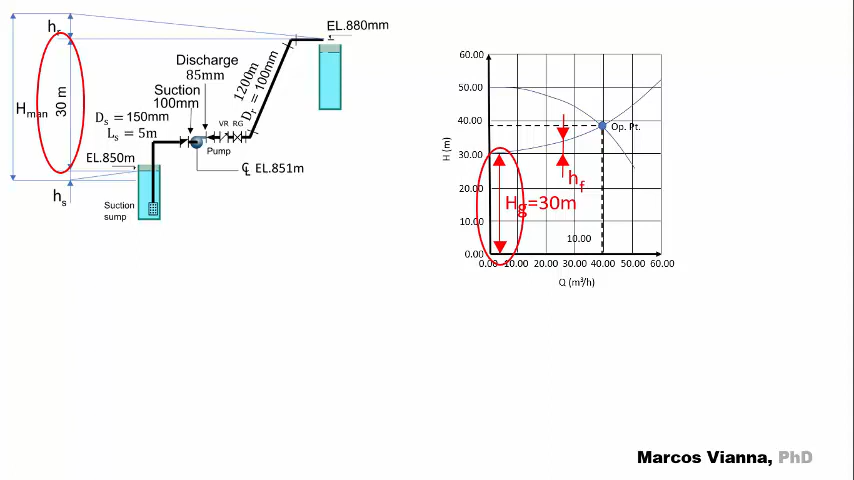 EL.880mm
hr
Discharge
85mm
Suction
100mm
1200m
Dr = 100mm
Hman
30 m
Ds = 150mm
Ls = 5m
VR RG
Pump
EL.850m
℄ EL.851m
hs
Suction
sump
60.00
50.00
40.00
30.00
20.00
10.00
0.00
H (m)
Op. Pt.
hf
Hg=30m
10.00
0.00 10.00 20.00 30.00 40.00 50.00 60.00
Q (m³/h)
Marcos Vianna, PhD